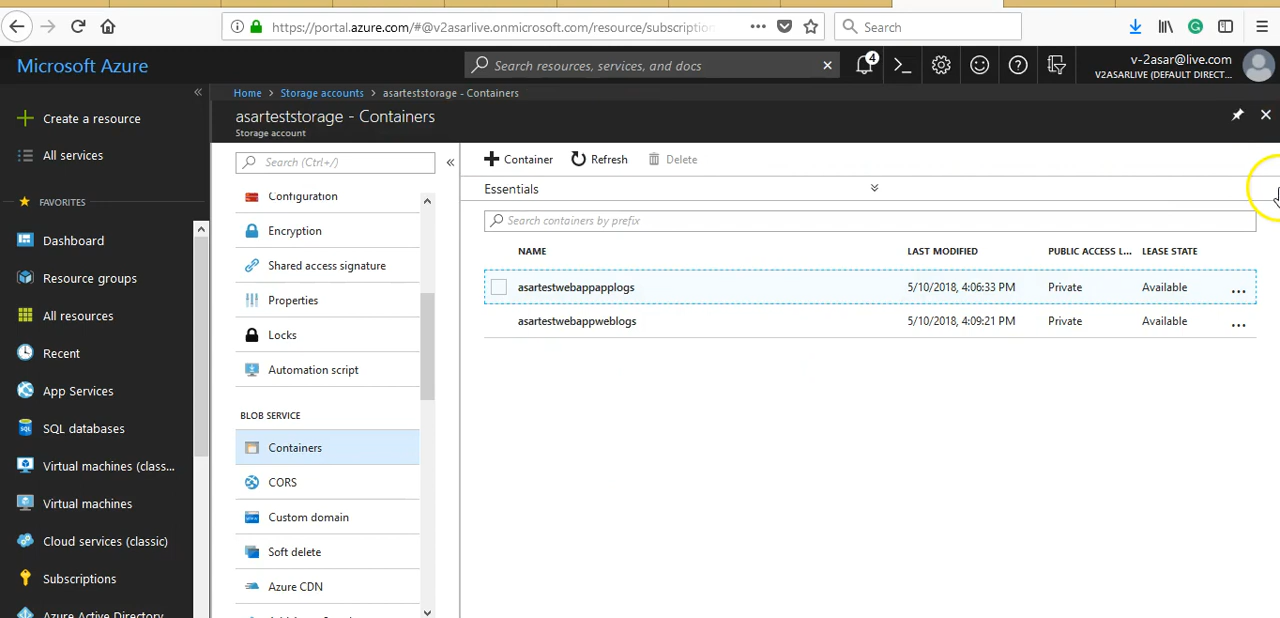 https://portal.azure.com/#@v2asarlive.onmicrosoft.com/resource/subscription
Search
Microsoft Azure
Search resources, services, and docs
4
v-2asar@live.com
V2ASARLIVE (DEFAULT DIRECT...
Home > Storage accounts > asarteststorage - Containers
asarteststorage - Containers
Storage account
Create a resource
All services
FAVORITES
Dashboard
Resource groups
All resources
Recent
App Services
SQL databases
Virtual machines (class...
Virtual machines
Cloud services (classic)
Subscriptions
Azure Active Directory
Search (Ctrl+/)
Configuration
Encryption
Shared access signature
Properties
Locks
Automation script
BLOB SERVICE
Containers
CORS
Custom domain
Soft delete
Azure CDN
Container Refresh Delete
Essentials
Search containers by prefix
NAME LAST MODIFIED PUBLIC ACCESS L... LEASE STATE
asartestwebappapplogs 5/10/2018, 4:06:33 PM Private Available ...
asartestwebappweblogs 5/10/2018, 4:09:21 PM Private Available ...